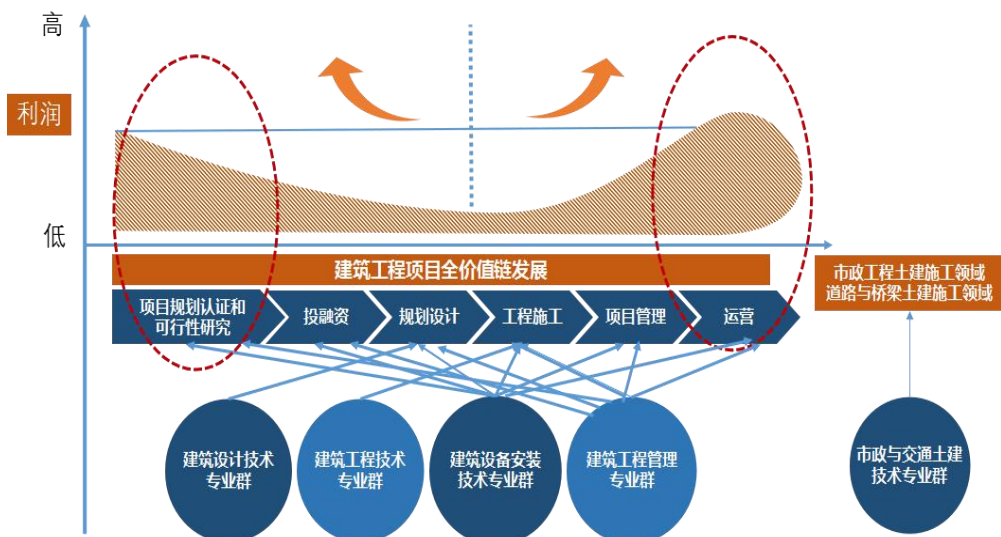 高
利润
低
建筑工程项目全价值链发展
市政工程土建施工领域
道路与桥梁土建施工领域
项目规划认证和
可行性研究
投融资
规划设计
工程施工
项目管理
运营
建筑设计技术
专业群
建筑工程技术
专业群
建筑设备安装
技术专业群
建筑工程管理
专业群
市政与交通土建
技术专业群